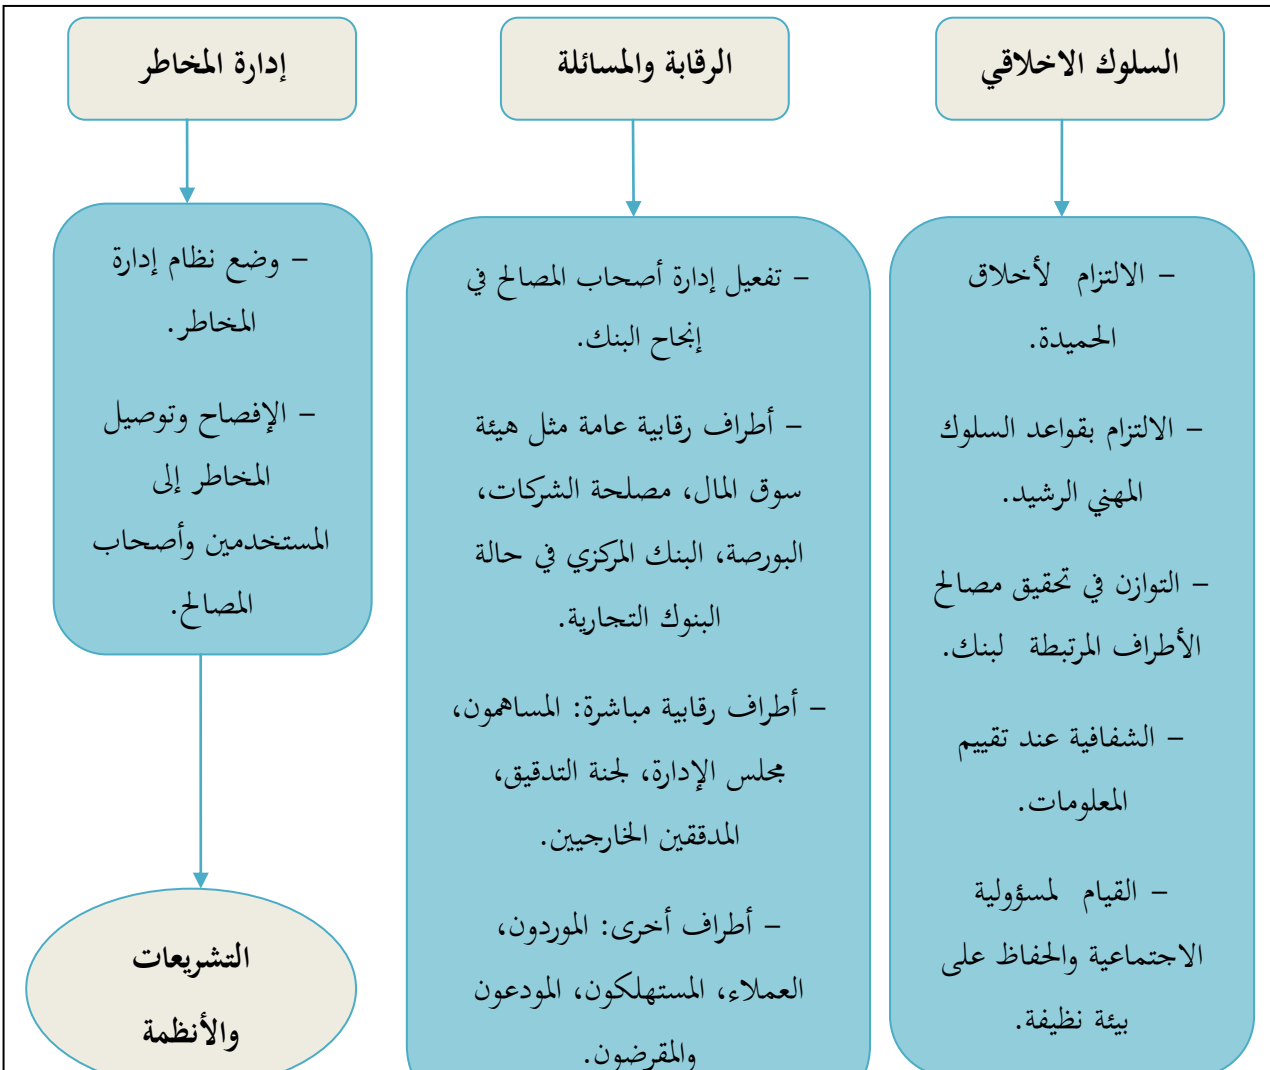 السلوك الاخلاقي
– الالتزام لأخلاق
الحميدة.
– الالتزام بقواعد السلوك
المهني الرشيد.
– التوازن في تحقيق مصالح
الأطراف المرتبطة لبنك.
– الشفافية عند تقييم
المعلومات.
– القيام لمسؤولية
الاجتماعية والحفاظ على
بيئة نظيفة.
الرقابة والمسائلة
– تفعيل إدارة أصحاب المصالح في
إنجاح البنك.
– أطراف رقابية عامة مثل هيئة
سوق المال، مصلحة الشركات،
البورصة، البنك المركزي في حالة
البنوك التجارية.
– أطراف رقابية مباشرة: المساهمون،
مجلس الإدارة، لجنة التدقيق،
المدققين الخارجيين.
– أطراف أخرى: الموردون،
العملاء، المستهلكون، المودعون
والمقرضون.
إدارة المخاطر
– وضع نظام إدارة
المخاطر.
– الإفصاح وتوصيل
المخاطر إلى
المستخدمين وأصحاب
المصالح.
التشريعات
والأنظمة